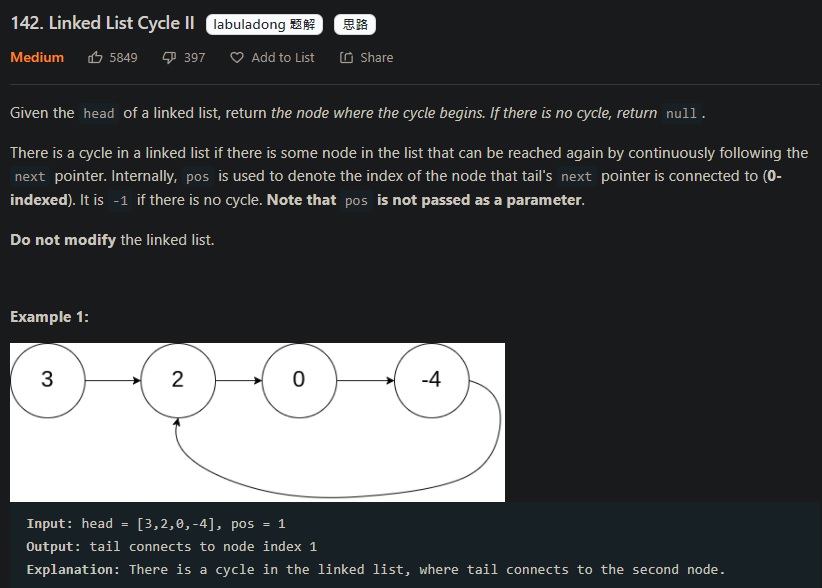 142. Linked List Cycle II labuladong 题解 思路
Medium 5849 397 Add to List Share
Given the head of a linked list, return the node where the cycle begins. If there is no cycle, return null.
There is a cycle in a linked list if there is some node in the list that can be reached again by continuously following the
next pointer. Internally, pos is used to denote the index of the node that tail's next pointer is connected to (0-
indexed). It is -1 if there is no cycle. Note that pos is not passed as a parameter.
Do not modify the linked list.
Example 1:
3 2 0 -4
Input: head = [3,2,0,-4], pos = 1
Output: tail connects to node index 1
Explanation: There is a cycle in the linked list, where tail connects to the second node.